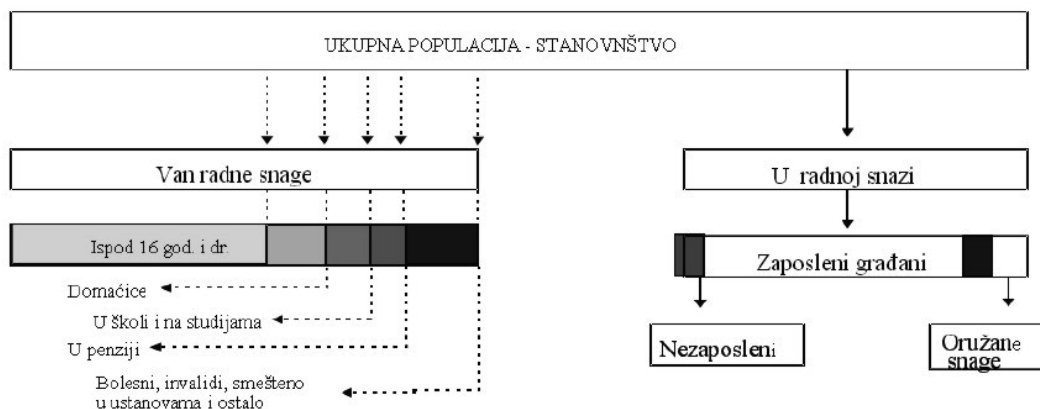 UKUPNA POPULACIJA - STANOVNŠTVO
Van radne snage
U radnoj snazi
Ispod 16 god. i dr.
Zaposleni građani
Domaćice
U školi i na studijama
U penziji
Bolesni, invalidi, smešteno
u ustanovama i ostalo
Nezaposleni
Oružane
snage